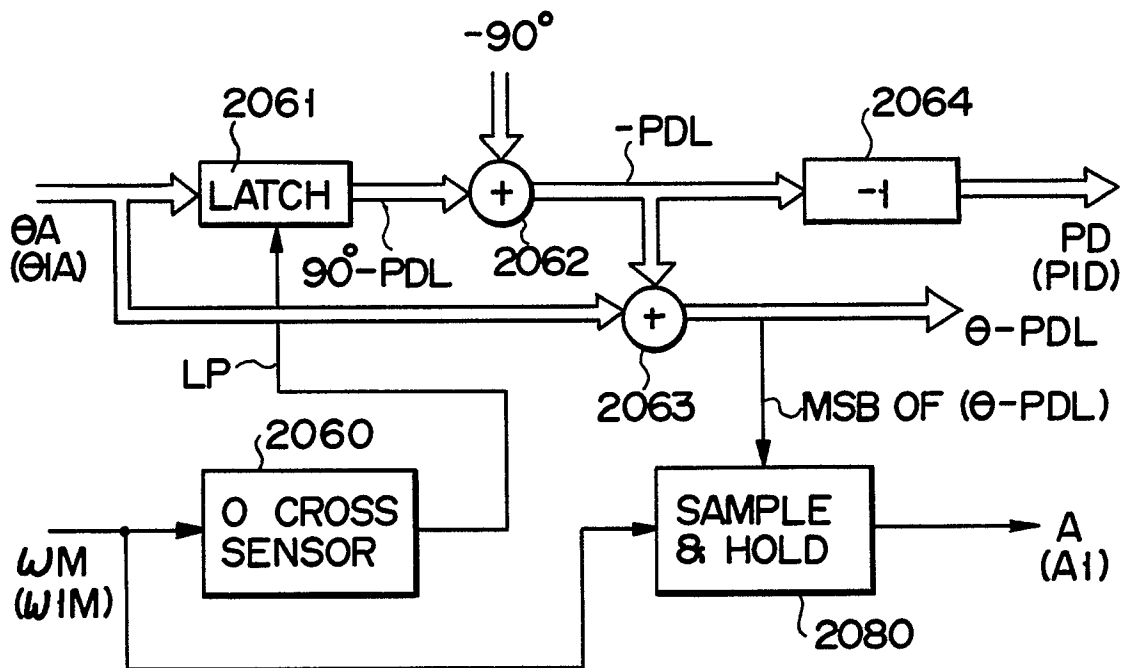 -90°
2061
2064
-PDL
LATCH
+
-1
θA
(θ1A)
90°-PDL
2062
PD
(P1D)
+
θ-PDL
LP
2063
MSB OF (θ-PDL)
2060
O CROSS
SENSOR
SAMPLE
& HOLD
A
(A1)
ωM
(ω1M)
2080